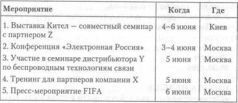 Мероприятие Когда Где
1. Выставка Кител – совместный семинар 4–6 июня Киев
с партнером Z
2. Конференция «Электронная Россия» 3–4 июня Москва
3. Участие в семинаре дистрибьютора Y 5 июня Москва
по беспроводным технологиям связи
4. Тренинг для партнеров компания X 5 июня Москва
5. Пресс-мероприятие FIFA 6 июня Москва